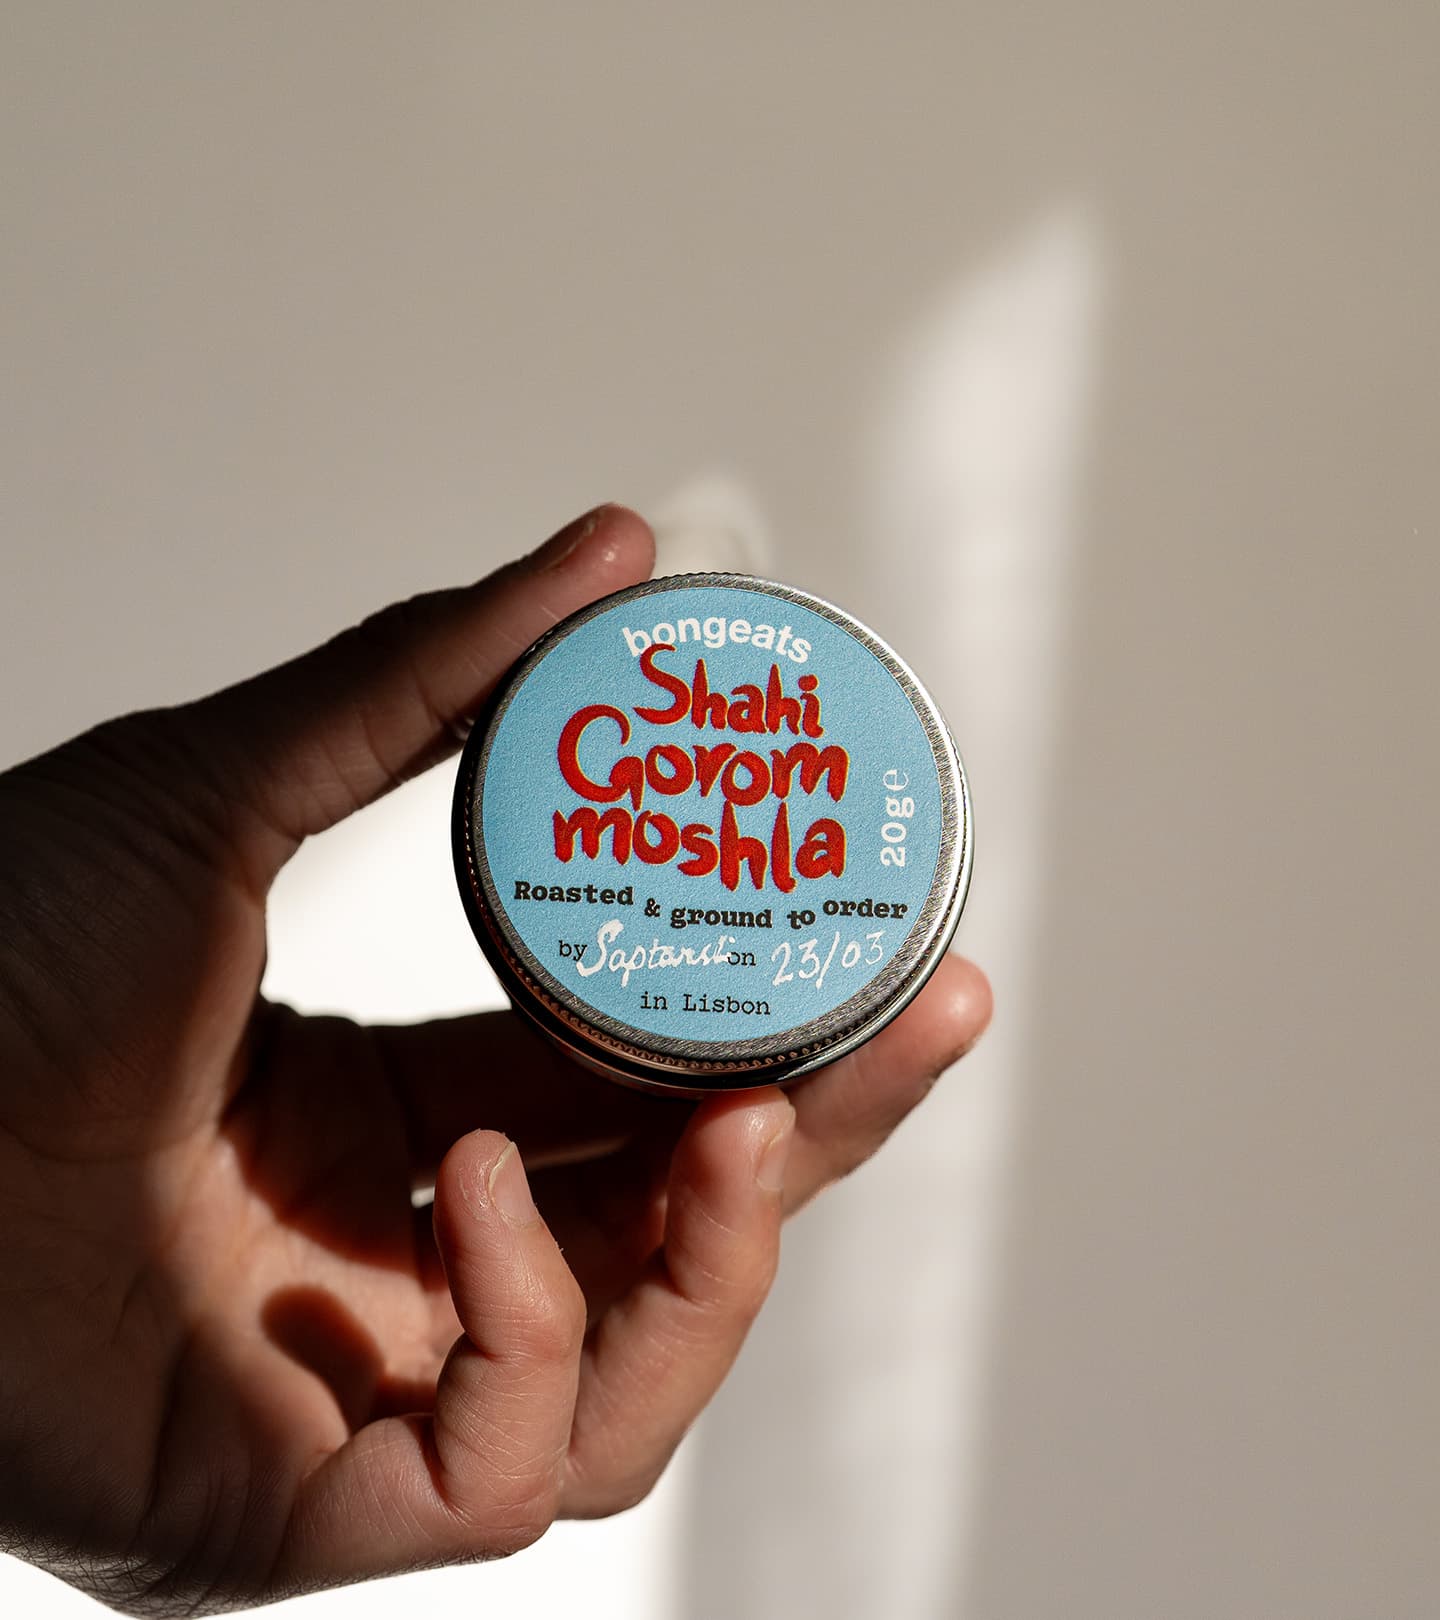 bongeats
Shahi
Gorom
moshla
20g℮
Roasted & ground to order
by Saptarshi on 23/03
in Lisbon